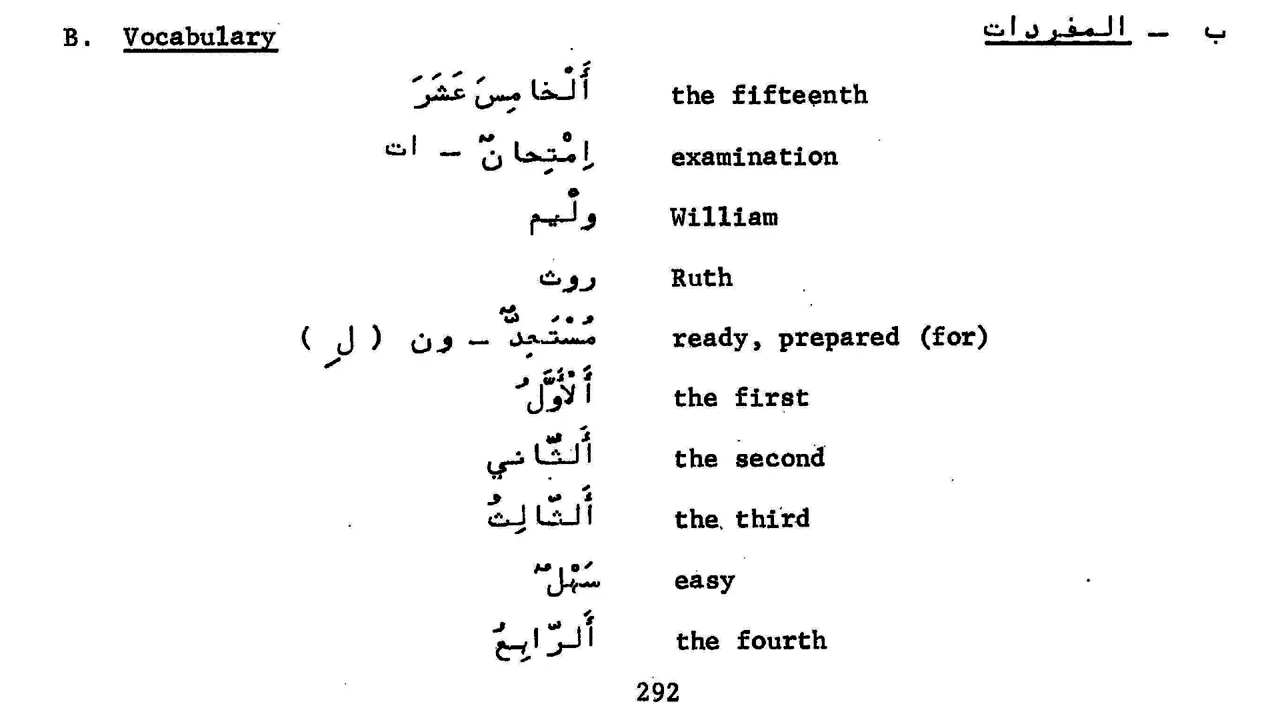 B. Vocabulary ب - المفردات
أَلْخامِسَ عَشَرَ the fifteenth
اِمْتِحانٌ - ات examination
ولْيم William
روث Ruth
مُسْتَعِدٌّ - ون ( لِ ) ready, prepared (for)
أَلْأَوَّلُ the first
أَلثّاني the second
أَلثّالِثُ the third
سَهْلٌ easy
أَلرّابِعُ the fourth
292